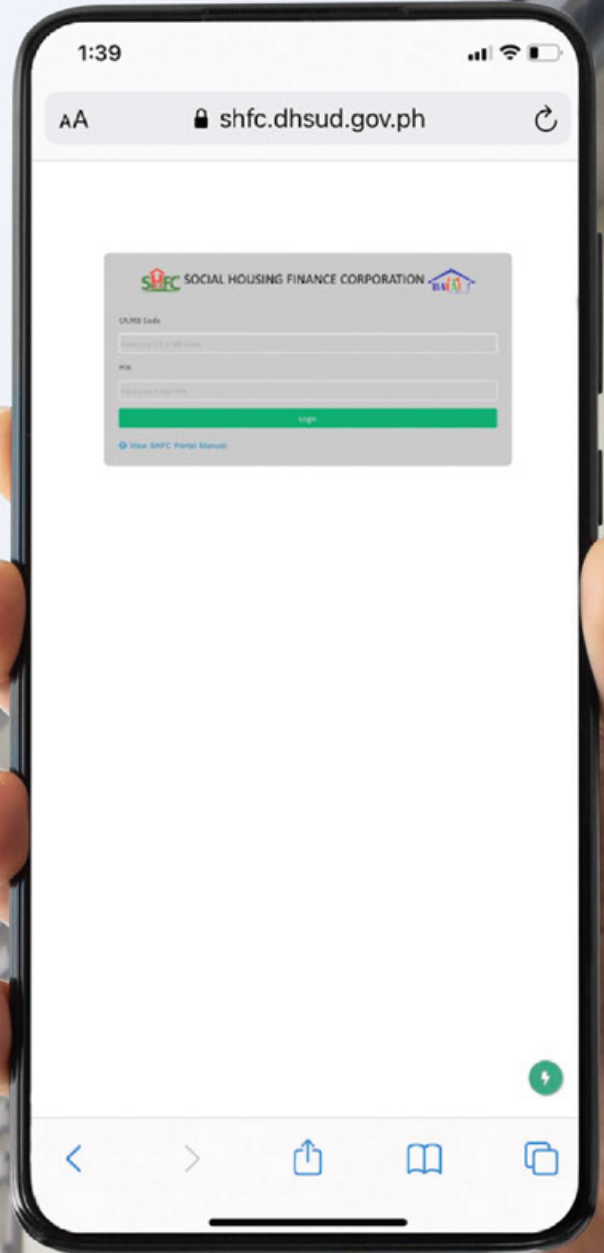 1:39
AA shfc.dhsud.gov.ph
SHFC SOCIAL HOUSING FINANCE CORPORATION BALAI
CA/MB Code
PIN
Login
View SHFC Portal Manual